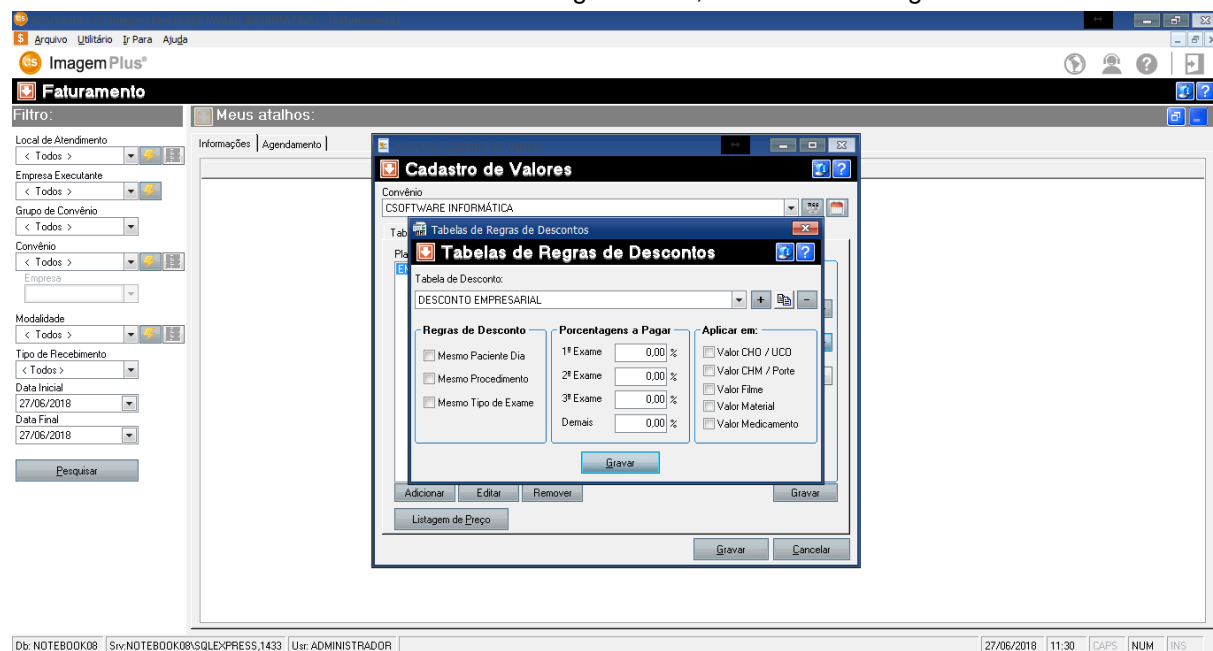 Arquivo Utilitário Ir Para Ajuda
CS ImagemPlus®
Faturamento
Filtro:
Meus atalhos:
Local de Atendimento
< Todos >
Empresa Executante
< Todos >
Grupo de Convênio
< Todos >
Convênio
< Todos >
Empresa
Modalidade
< Todos >
Tipo de Recebimento
< Todos >
Data Inicial
27/06/2018
Data Final
27/06/2018
Pesquisar
Informações Agendamento
Cadastro de Valores
Convênio
CSOFTWARE INFORMÁTICA
Tab
Pla
Tabelas de Regras de Descontos
Tabelas de Regras de Descontos
Tabela de Desconto:
DESCONTO EMPRESARIAL
Regras de Desconto
Mesmo Paciente Dia
Mesmo Procedimento
Mesmo Tipo de Exame
Porcentagens a Pagar
1º Exame 0,00 %
2º Exame 0,00 %
3º Exame 0,00 %
Demais 0,00 %
Aplicar em:
Valor CHO / UCO
Valor CHM / Porte
Valor Filme
Valor Material
Valor Medicamento
Gravar
Adicionar Editar Remover Gravar
Listagem de Preço
Gravar Cancelar
Db: NOTEBOOK08 Srv:NOTEBOOK08\SQLEXPRESS,1433 Usr: ADMINISTRADOR 27/06/2018 11:30 CAPS NUM INS